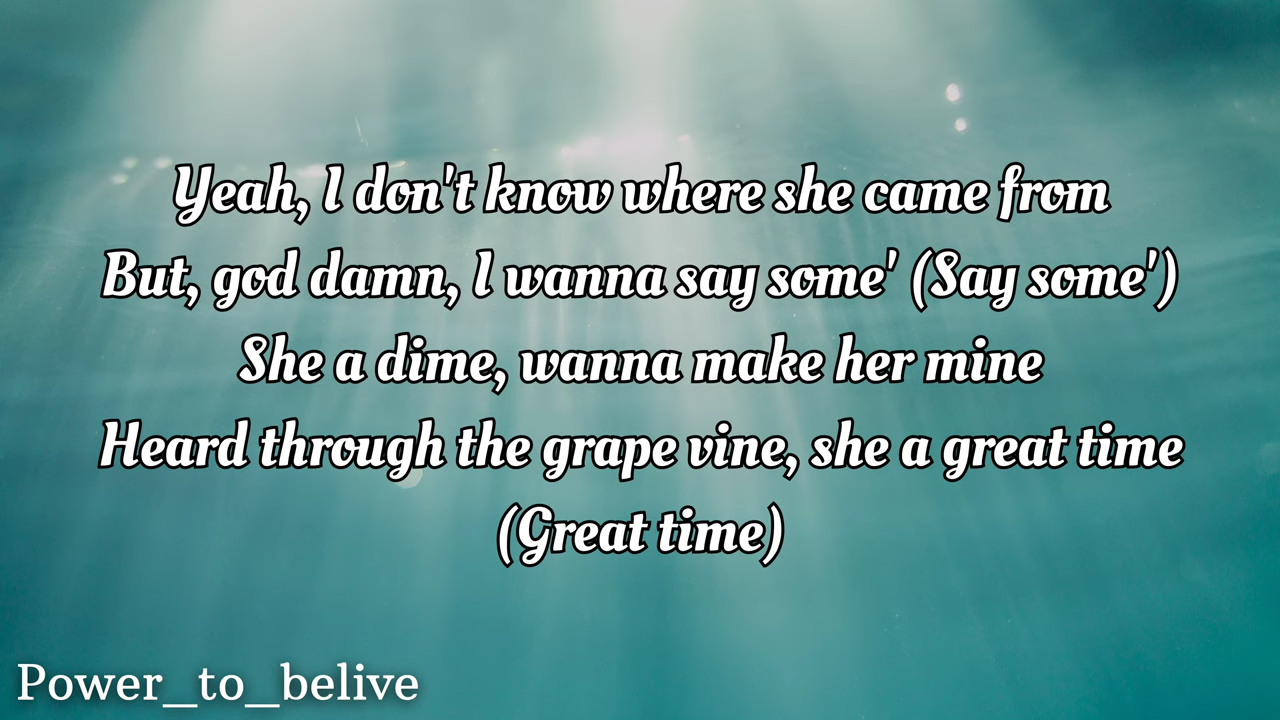 Yeah, I don't know where she came from
But, god damn, I wanna say some' (Say some')
She a dime, wanna make her mine
Heard through the grape vine, she a great time
(Great time)
Power_to_belive